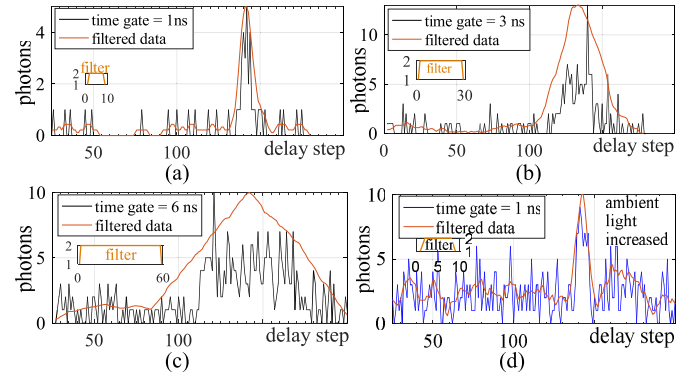 time gate = 1ns
filtered data
filter
2
1
0 10
4
2
0
photons
50 100
delay step
(a)
time gate = 3 ns
filtered data
filter
2
1
0 30
10
5
0
photons
0 50 100
delay step
(b)
time gate = 6 ns
filtered data
filter
2
1
0 60
10
5
0
photons
50 100
delay step
(c)
time gate = 1 ns
filtered data
filter
2
1
0 5 10
ambient
light
increased
10
5
0
photons
50 100
delay step
(d)